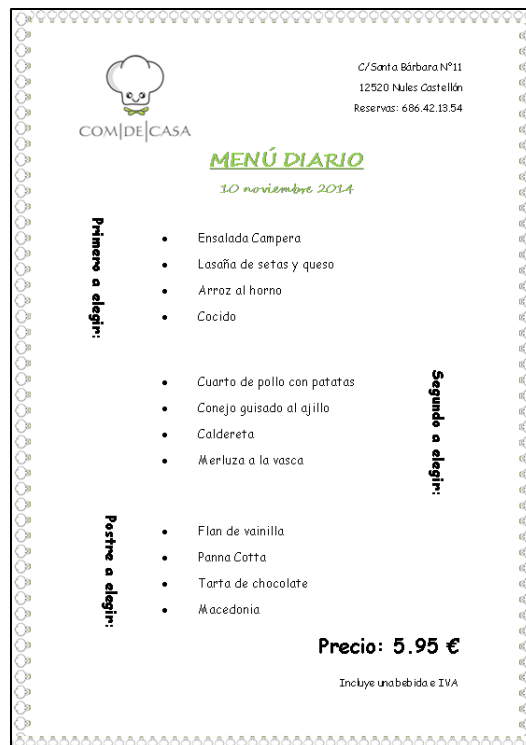 C/Santa Bárbara Nº11
12520 Nules Castellón
Reservas: 686.42.13.54
COM|DE|CASA
MENÚ DIARIO
10 noviembre 2014
Primero a elegir:
• Ensalada Campera
• Lasaña de setas y queso
• Arroz al horno
• Cocido
Segundo a elegir:
• Cuarto de pollo con patatas
• Conejo guisado al ajillo
• Caldereta
• Merluza a la vasca
Postre a elegir:
• Flan de vainilla
• Panna Cotta
• Tarta de chocolate
• Macedonia
Precio: 5.95 €
Incluye una bebida e IVA